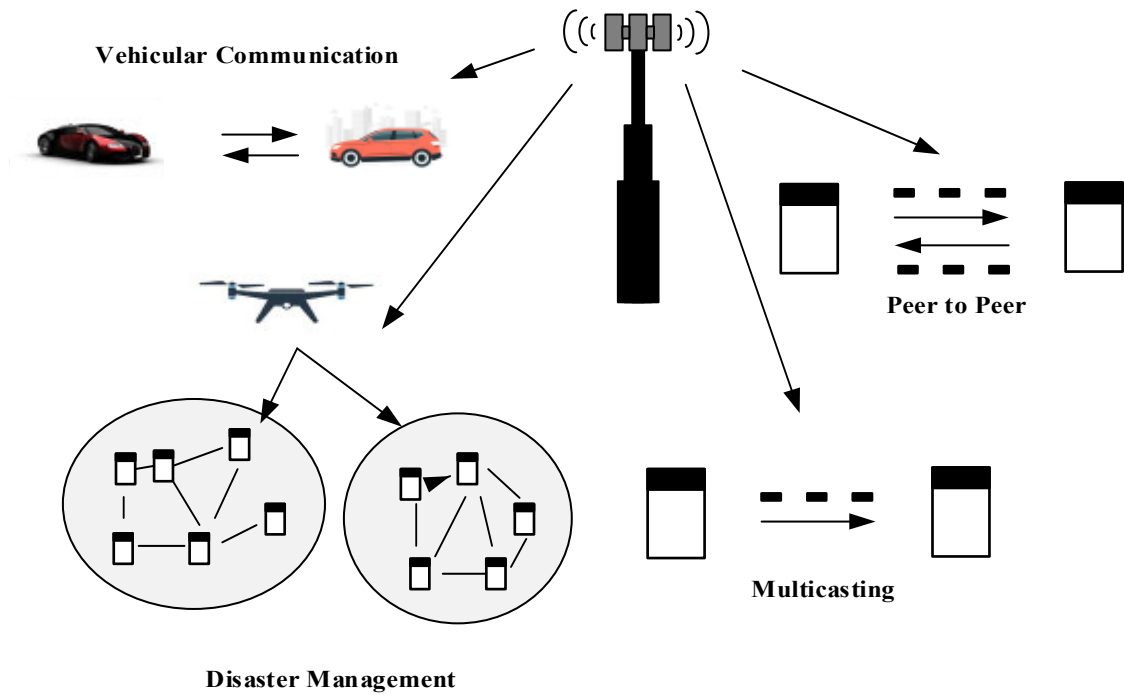 Vehicular Communication
Peer to Peer
Multicasting
Disaster Management